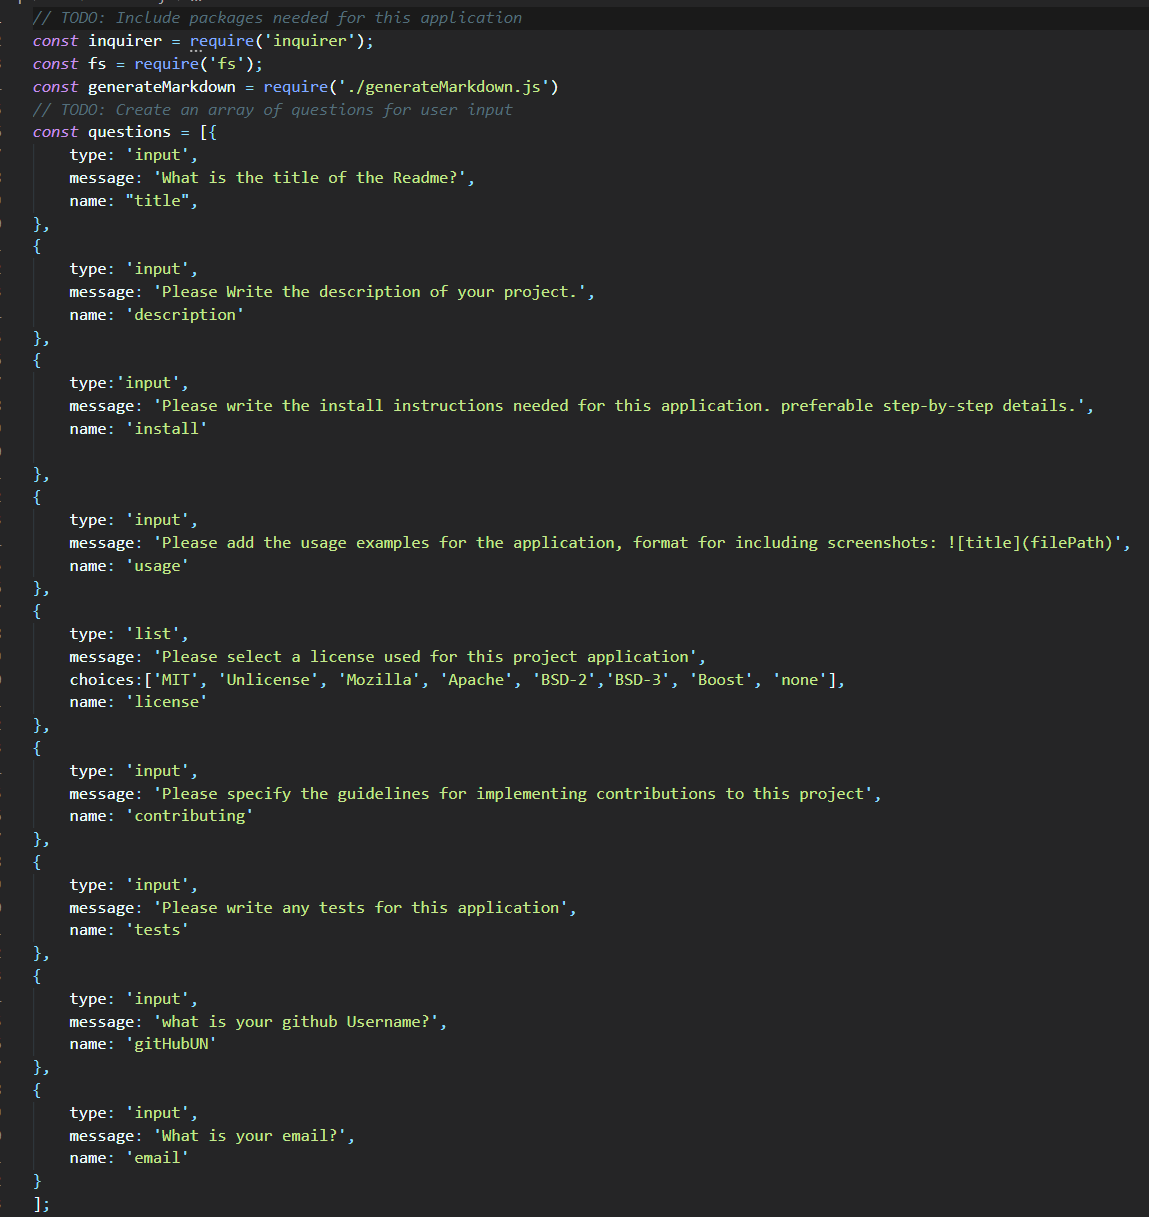 // TODO: Include packages needed for this application
const inquirer = require('inquirer');
const fs = require('fs');
const generateMarkdown = require('./generateMarkdown.js')
// TODO: Create an array of questions for user input
const questions = [{
    type: 'input',
    message: 'What is the title of the Readme?',
    name: "title",
},
{
    type: 'input',
    message: 'Please Write the description of your project.',
    name: 'description'
},
{
    type:'input',
    message: 'Please write the install instructions needed for this application. preferable step-by-step details.',
    name: 'install'

},
{
    type: 'input',
    message: 'Please add the usage examples for the application, format for including screenshots: ![title](filePath)',
    name: 'usage'
},
{
    type: 'list',
    message: 'Please select a license used for this project application',
    choices:['MIT', 'Unlicense', 'Mozilla', 'Apache', 'BSD-2','BSD-3', 'Boost', 'none'],
    name: 'license'
},
{
    type: 'input',
    message: 'Please specify the guidelines for implementing contributions to this project',
    name: 'contributing'
},
{
    type: 'input',
    message: 'Please write any tests for this application',
    name: 'tests'
},
{
    type: 'input',
    message: 'what is your github Username?',
    name: 'gitHubUN'
},
{
    type: 'input',
    message: 'What is your email?',
    name: 'email'
}
];